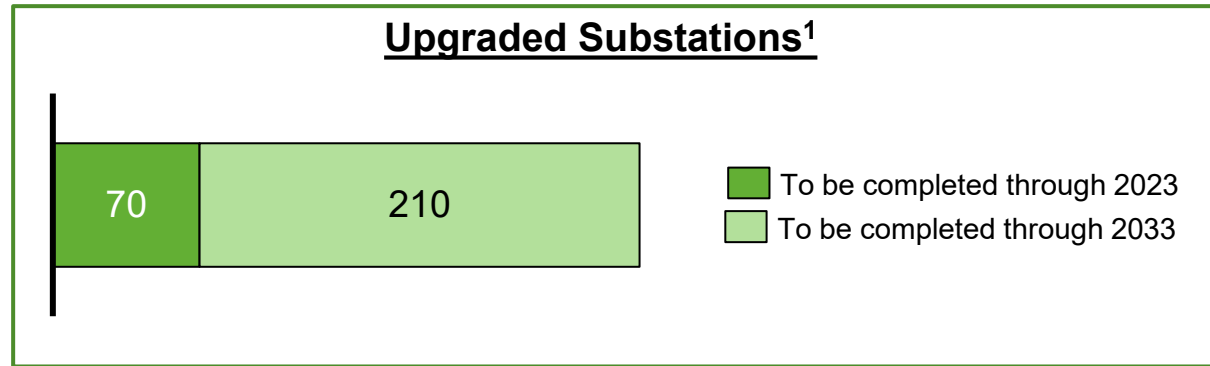 Upgraded Substations¹
70
210
To be completed through 2023
To be completed through 2033